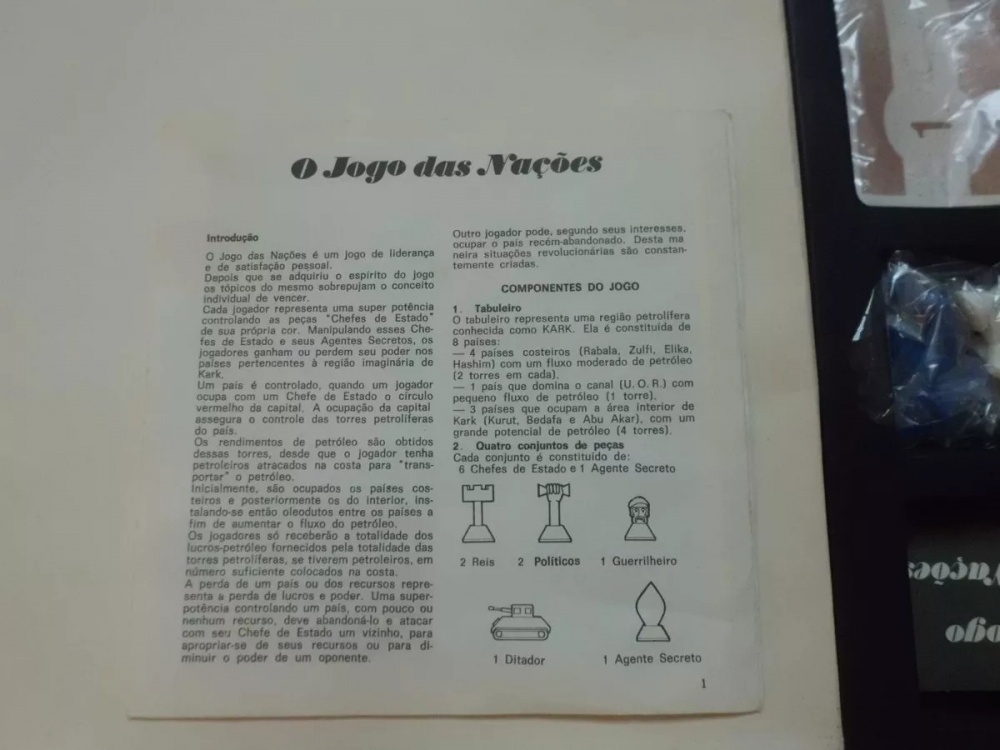 O Jogo das Nações
Introdução
O Jogo das Nações é um jogo de liderança
e de satisfação pessoal.
Depois que se adquiriu o espírito do jogo
os tópicos do mesmo sobrepujam o conceito
individual de vencer.
Cada jogador representa uma super potência
controlando as peças "Chefes de Estado"
de sua própria cor. Manipulando esses Che-
fes de Estado e seus Agentes Secretos, os
jogadores ganham ou perdem seu poder nos
países pertencentes à região imaginária de
Kark.
Um país é controlado, quando um jogador
ocupa com um Chefe de Estado o círculo
vermelho da capital. A ocupação da capital
assegura o controle das torres petrolíferas
do país.
Os rendimentos de petróleo são obtidos
dessas torres, desde que o jogador tenha
petroleiros atracados na costa para "trans-
portar" o petróleo.
Inicialmente, são ocupados os países cos-
teiros e posteriormente os do interior, ins-
talando-se então oleodutos entre os países a
fim de aumentar o fluxo do petróleo.
Os jogadores só receberão a totalidade dos
lucros-petróleo fornecidos pela totalidade das
torres petrolíferas, se tiverem petroleiros, em
número suficiente colocados na costa.
A perda de um país ou dos recursos repre-
senta a perda de lucros e poder. Uma super-
potência controlando um país, com pouco ou
nenhum recurso, deve abandoná-lo e atacar
com seu Chefe de Estado um vizinho, para
apropriar-se de seus recursos ou para di-
minuir o poder de um oponente.
Outro jogador pode, segundo seus interesses,
ocupar o país recém-abandonado. Desta ma
neira situações revolucionárias são constan-
temente criadas.
COMPONENTES DO JOGO
1. Tabuleiro
O tabuleiro representa uma região petrolífera
conhecida como KARK. Ela é constituída de
8 países:
— 4 países costeiros (Rabala, Zulfi, Elika,
Hashim) com um fluxo moderado de petróleo
(2 torres em cada).
— 1 país que domina o canal (U.O.R.) com
pequeno fluxo de petróleo (1 torre).
— 3 países que ocupam a área interior de
Kark (Kurut, Bedafa e Abu Akar), com um
grande potencial de petróleo (4 torres).
2. Quatro conjuntos de peças
Cada conjunto é constituído de:
6 Chefes de Estado e 1 Agente Secreto
2 Reis 2 Políticos 1 Guerrilheiro
1 Ditador 1 Agente Secreto
1
1
Nações
ogo